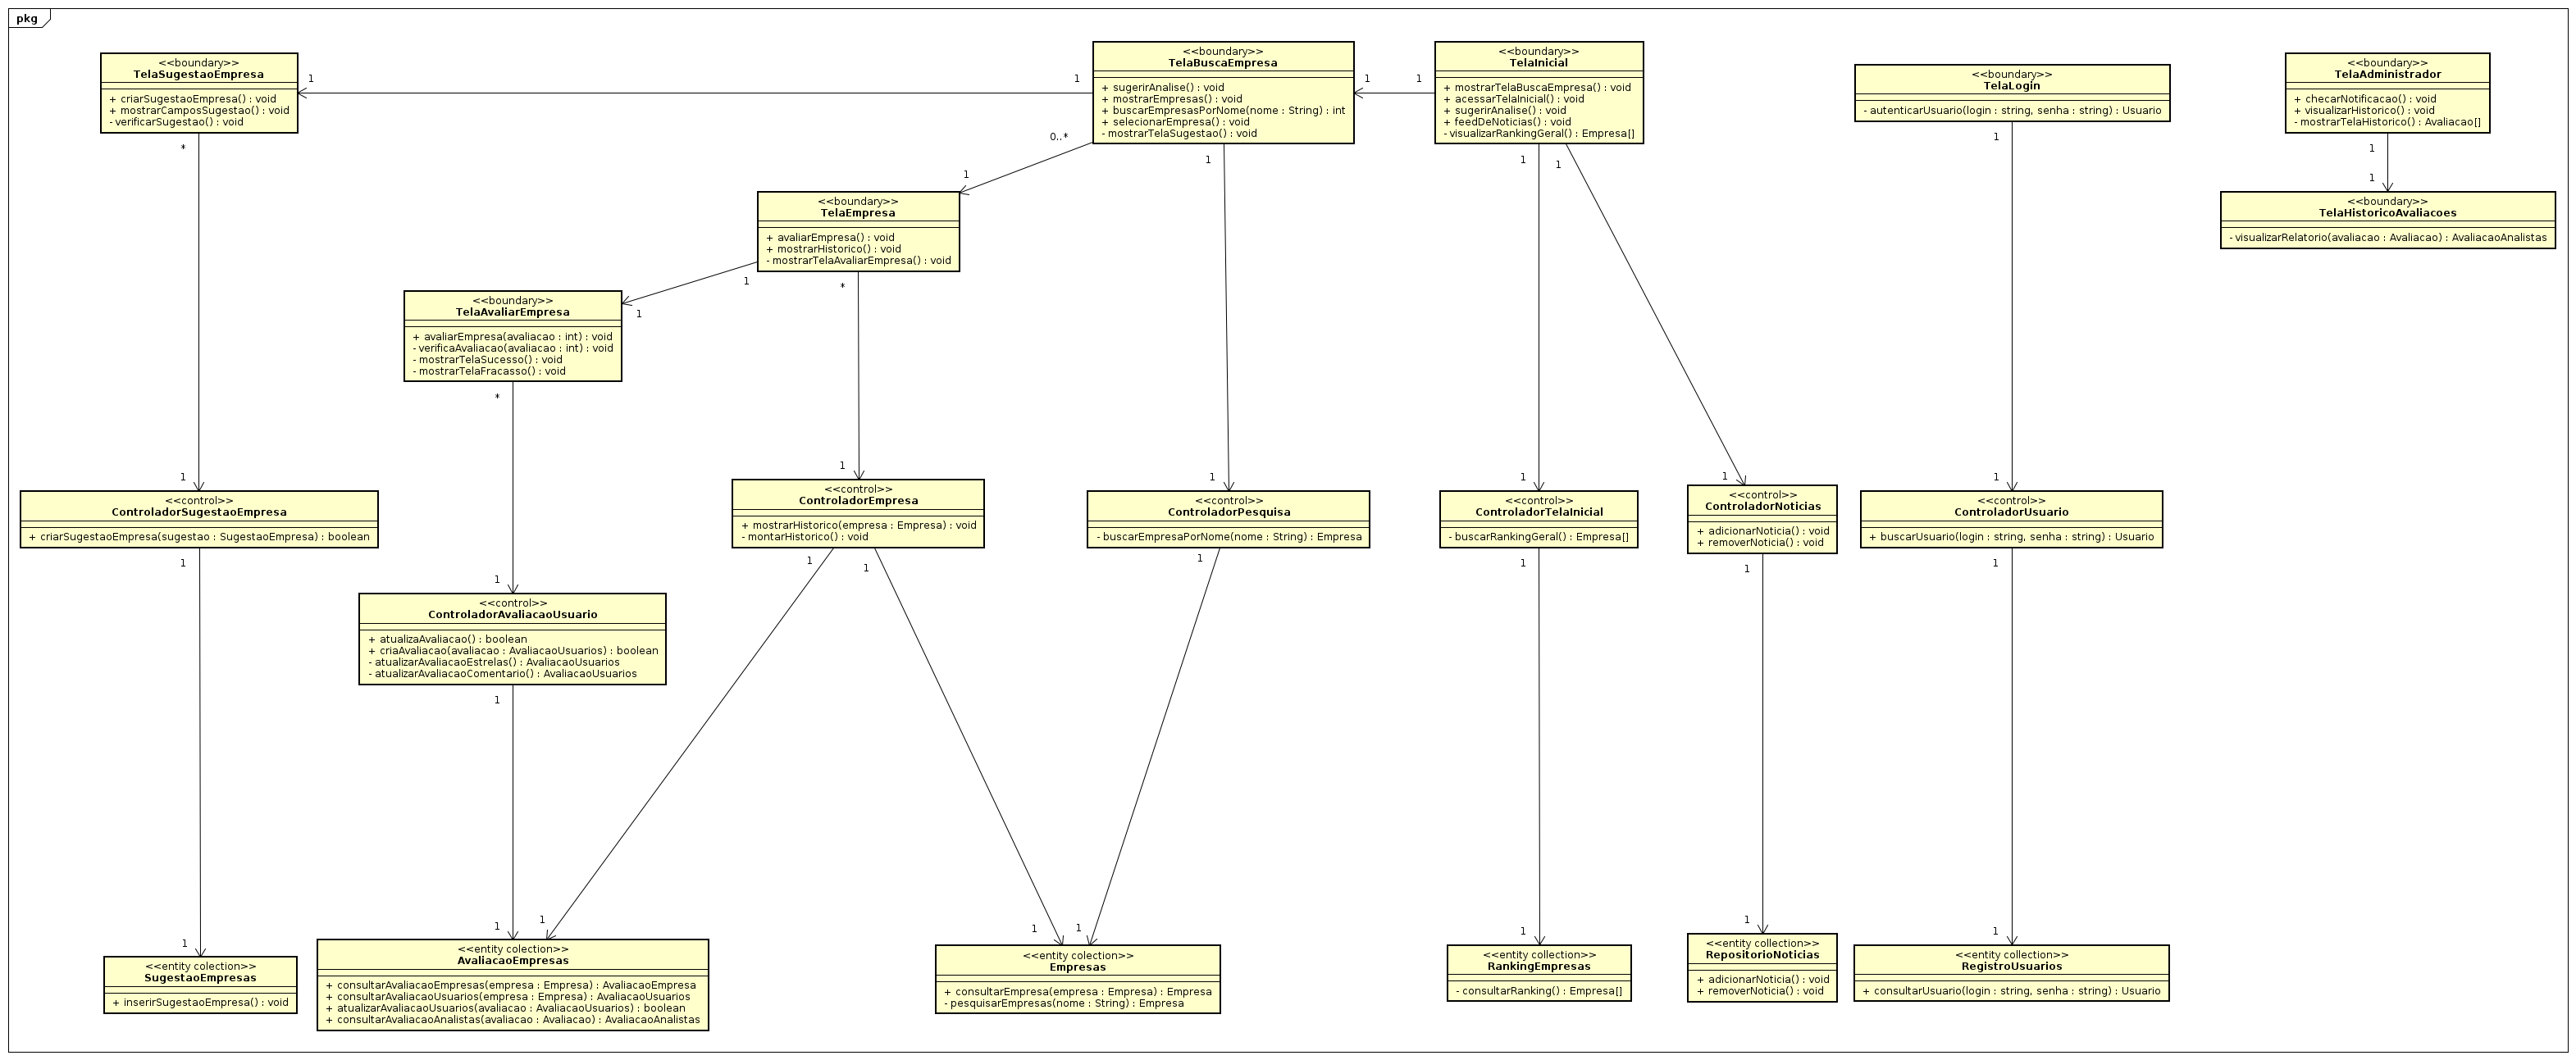 pkg
<<boundary>>
TelaSugestaoEmpresa
+ criarSugestaoEmpresa() : void
+ mostrarCamposSugestao() : void
- verificarSugestao() : void
1
1
<<boundary>>
TelaBuscaEmpresa
+ sugerirAnalise() : void
+ mostrarEmpresas() : void
+ buscarEmpresasPorNome(nome : String) : int
+ selecionarEmpresa() : void
- mostrarTelaSugestao() : void
1
1
<<boundary>>
TelaInicial
+ mostrarTelaBuscaEmpresa() : void
+ acessarTelaInicial() : void
+ sugerirAnalise() : void
+ feedDeNoticias() : void
- visualizarRankingGeral() : Empresa[]
<<boundary>>
TelaLogin
- autenticarUsuario(login : string, senha : string) : Usuario
<<boundary>>
TelaAdministrador
+ checarNotificacao() : void
+ visualizarHistorico() : void
- mostrarTelaHistorico() : Avaliacao[]
*
0..*
1
1
1
1
1
1
1
1
<<boundary>>
TelaEmpresa
+ avaliarEmpresa() : void
+ mostrarHistorico() : void
- mostrarTelaAvaliarEmpresa() : void
<<boundary>>
TelaHistoricoAvaliacoes
- visualizarRelatorio(avaliacao : Avaliacao) : AvaliacaoAnalistas
1
*
1
<<boundary>>
TelaAvaliarEmpresa
+ avaliarEmpresa(avaliacao : int) : void
- verificaAvaliacao(avaliacao : int) : void
- mostrarTelaSucesso() : void
- mostrarTelaFracasso() : void
*
1
1
1
1
1
1
<<control>>
ControladorSugestaoEmpresa
+ criarSugestaoEmpresa(sugestao : SugestaoEmpresa) : boolean
<<control>>
ControladorEmpresa
+ mostrarHistorico(empresa : Empresa) : void
- montarHistorico() : void
<<control>>
ControladorPesquisa
- buscarEmpresaPorNome(nome : String) : Empresa
<<control>>
ControladorTelaInicial
- buscarRankingGeral() : Empresa[]
<<control>>
ControladorNoticias
+ adicionarNoticia() : void
+ removerNoticia() : void
<<control>>
ControladorUsuario
+ buscarUsuario(login : string, senha : string) : Usuario
1
1
1
1
1
1
1
1
<<control>>
ControladorAvaliacaoUsuario
+ atualizaAvaliacao() : boolean
+ criaAvaliacao(avaliacao : AvaliacaoUsuarios) : boolean
- atualizarAvaliacaoEstrelas() : AvaliacaoUsuarios
- atualizarAvaliacaoComentario() : AvaliacaoUsuarios
1
1
1
1
1
1
1
1
1
<<entity colection>>
SugestaoEmpresas
+ inserirSugestaoEmpresa() : void
<<entity colection>>
AvaliacaoEmpresas
+ consultarAvaliacaoEmpresas(empresa : Empresa) : AvaliacaoEmpresa
+ consultarAvaliacaoUsuarios(empresa : Empresa) : AvaliacaoUsuarios
+ atualizarAvaliacaoUsuarios(avaliacao : AvaliacaoUsuarios) : boolean
+ consultarAvaliacaoAnalistas(avaliacao : Avaliacao) : AvaliacaoAnalistas
<<entity colection>>
Empresas
+ consultarEmpresa(empresa : Empresa) : Empresa
- pesquisarEmpresas(nome : String) : Empresa
<<entity collection>>
RankingEmpresas
- consultarRanking() : Empresa[]
<<entity collection>>
RepositorioNoticias
+ adicionarNoticia() : void
+ removerNoticia() : void
<<entity collection>>
RegistroUsuarios
+ consultarUsuario(login : string, senha : string) : Usuario